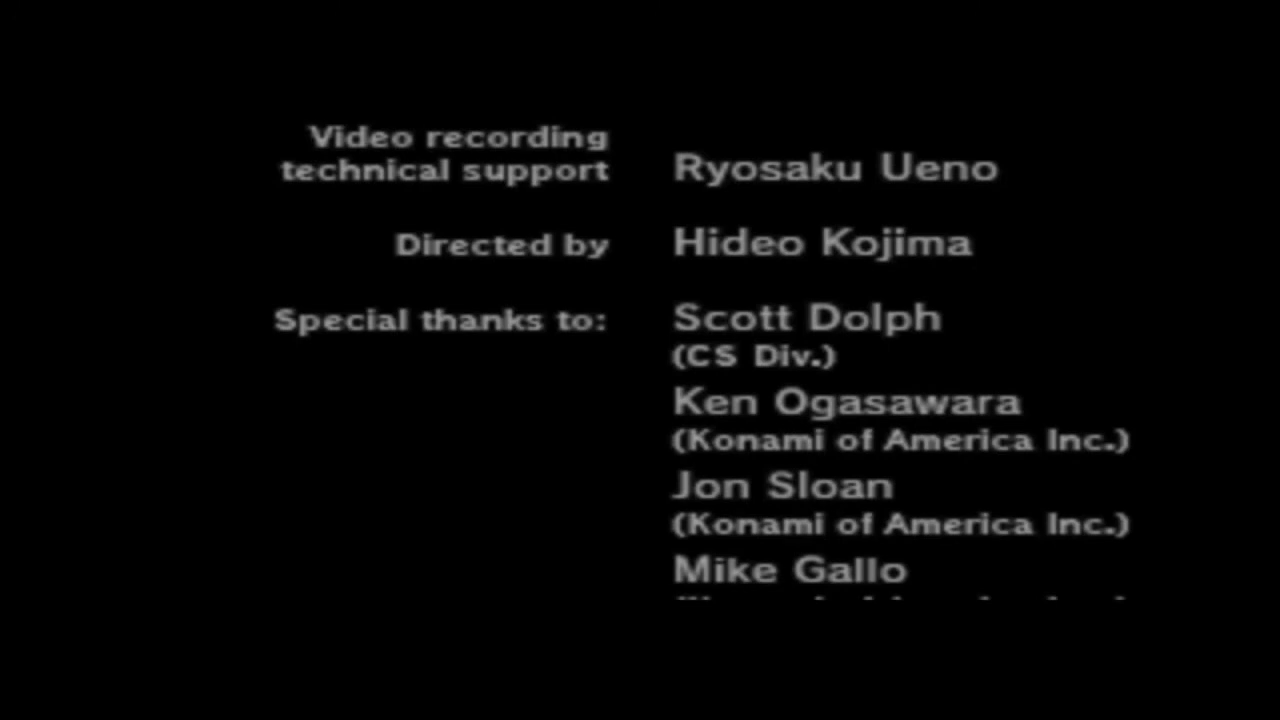 Video recording
technical support
Ryosaku Ueno
Directed by
Hideo Kojima
Special thanks to:
Scott Dolph
(CS Div.)
Ken Ogasawara
(Konami of America Inc.)
Jon Sloan
(Konami of America Inc.)
Mike Gallo